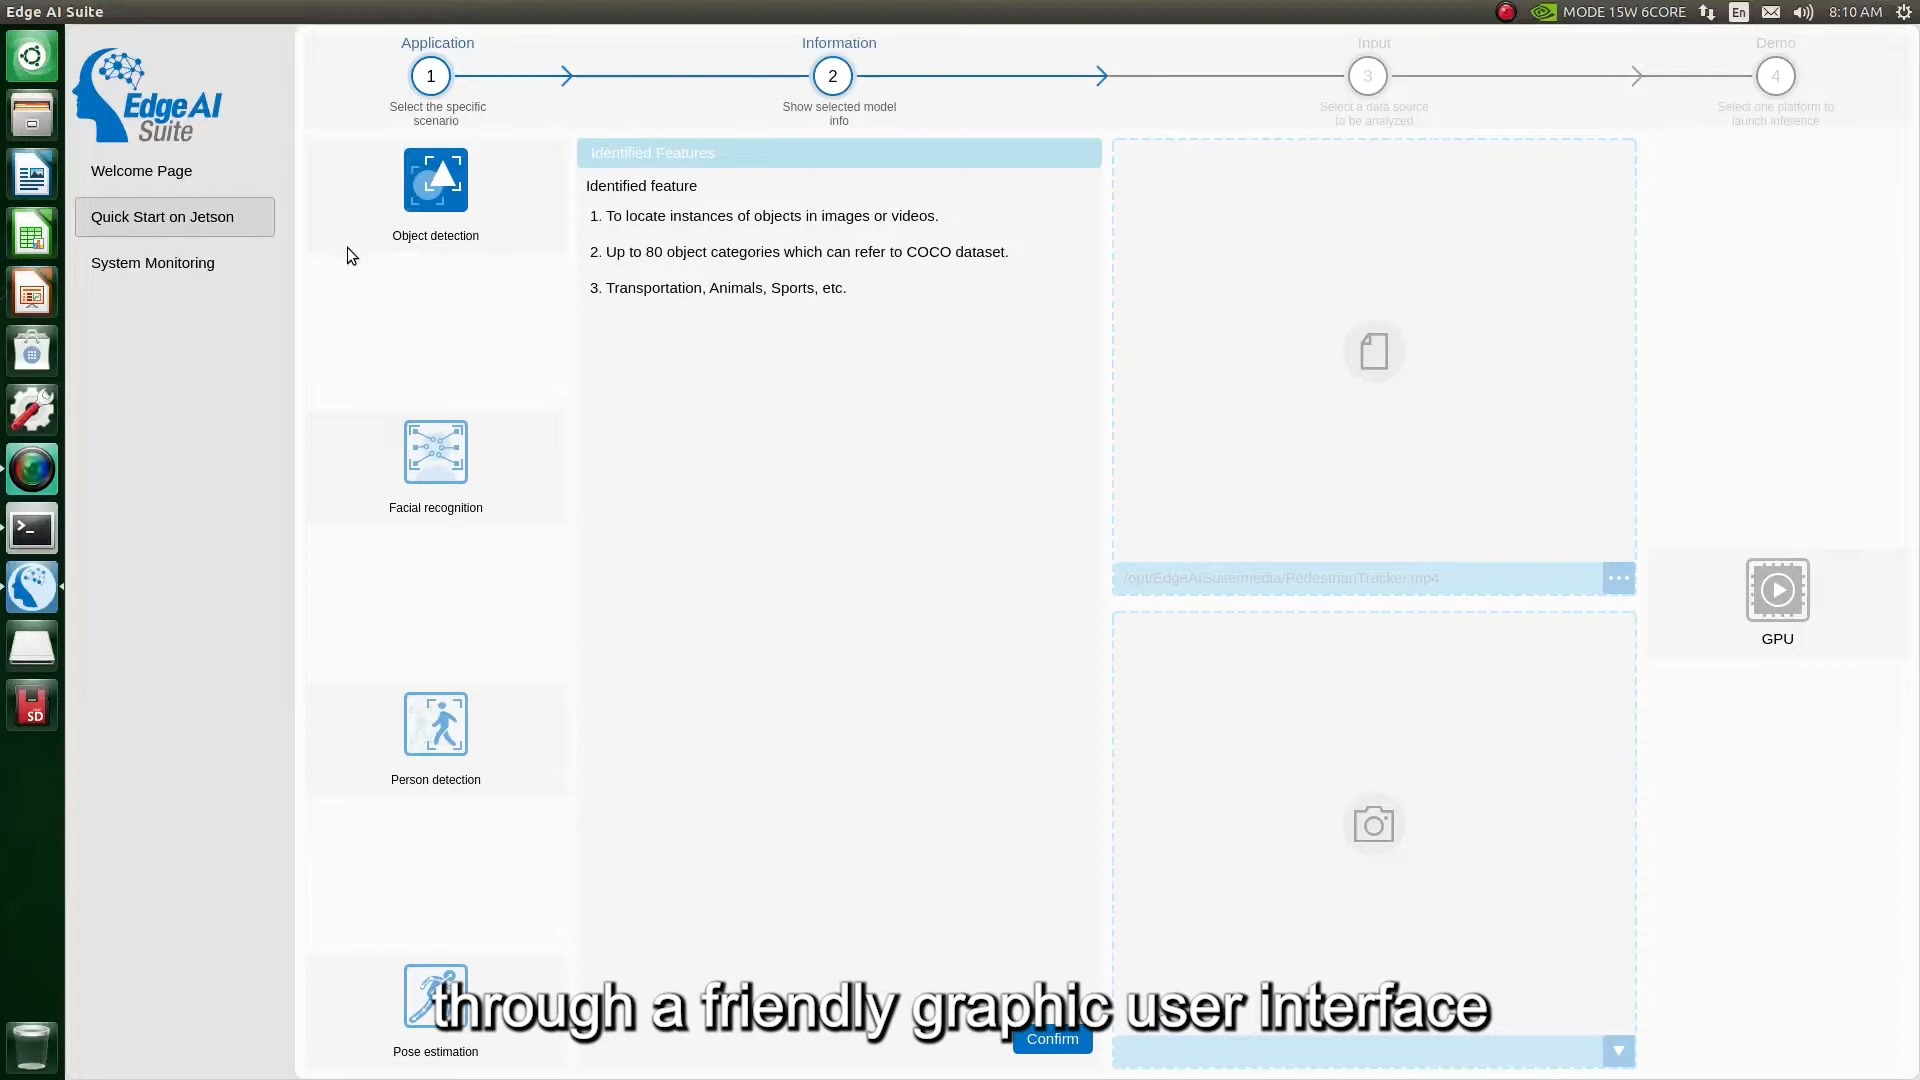 Edge AI Suite
MODE 15W 6CORE
En
8:10 AM
EdgeAI
Suite
Welcome Page
Quick Start on Jetson
System Monitoring
Application
1
Select the specific
scenario
Information
2
Show selected model
info
Input
3
Select a data source
to be analyzed
Demo
4
Select one platform to
launch inference
Object detection
Facial recognition
Person detection
Pose estimation
Identified Features
Identified feature
1. To locate instances of objects in images or videos.
2. Up to 80 object categories which can refer to COCO dataset.
3. Transportation, Animals, Sports, etc.
/opt/EdgeAISuite/media/PedestrianTracker.mp4
GPU
SD
>_
through a friendly graphic user interface
Confirm